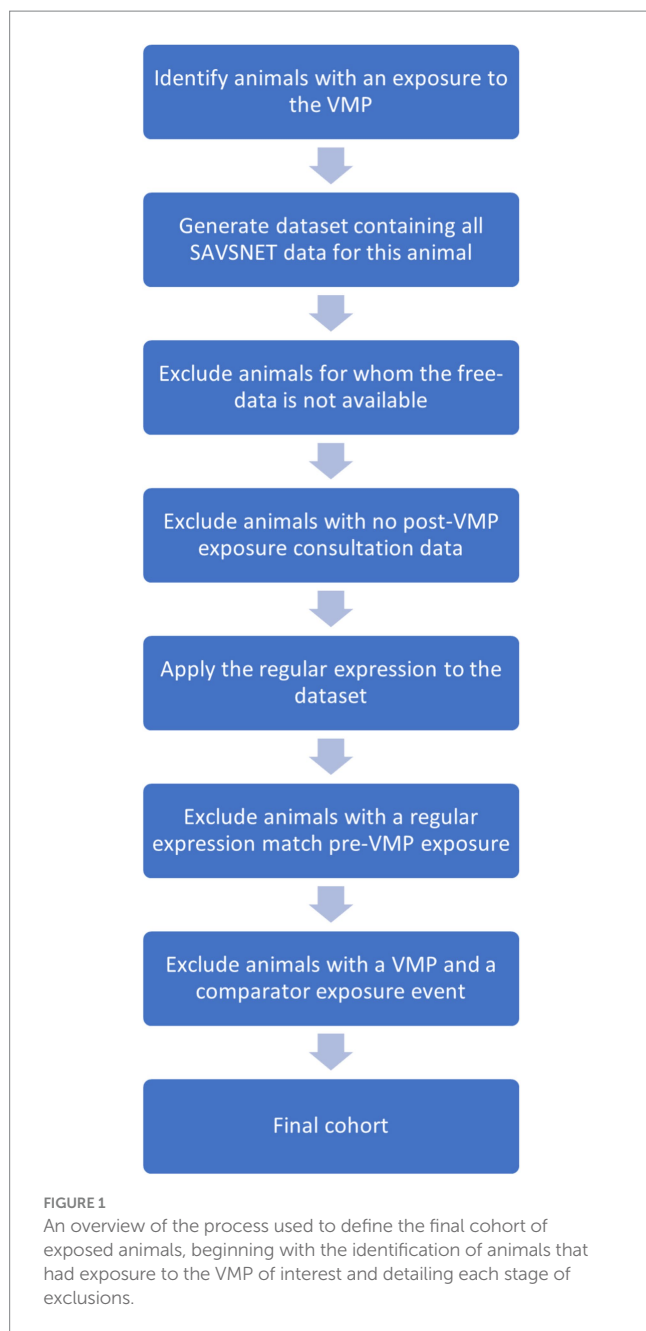 Identify animals with an exposure to
the VMP
Generate dataset containing all
SAVSNET data for this animal
Exclude animals for whom the free-
data is not available
Exclude animals with no post-VMP
exposure consultation data
Apply the regular expression to the
dataset
Exclude animals with a regular
expression match pre-VMP exposure
Exclude animals with a VMP and a
comparator exposure event
Final cohort
FIGURE 1
An overview of the process used to define the final cohort of
exposed animals, beginning with the identification of animals that
had exposure to the VMP of interest and detailing each stage of
exclusions.